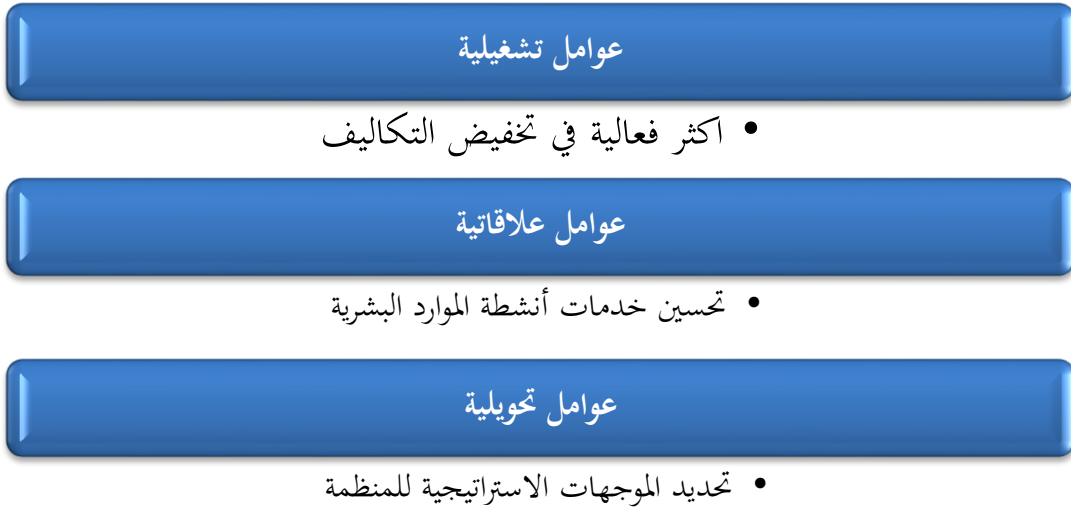 عوامل تشغيلية
• اكثر فعالية في تخفيض التكاليف
عوامل علاقاتية
• تحسين خدمات أنشطة الموارد البشرية
عوامل تحويلية
• تحديد الموجهات الاستراتيجية للمنظمة